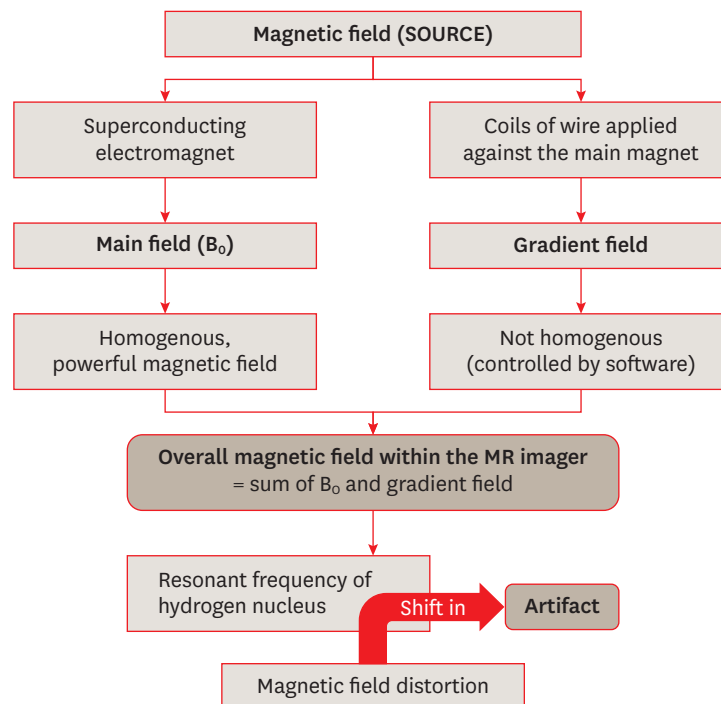 Magnetic field (SOURCE)
Superconducting
electromagnet
Coils of wire applied
against the main magnet
Main field (B₀)
Gradient field
Homogenous,
powerful magnetic field
Not homogenous
(controlled by software)
Overall magnetic field within the MR imager
= sum of B₀ and gradient field
Resonant frequency of
hydrogen nucleus
Shift in
Artifact
Magnetic field distortion